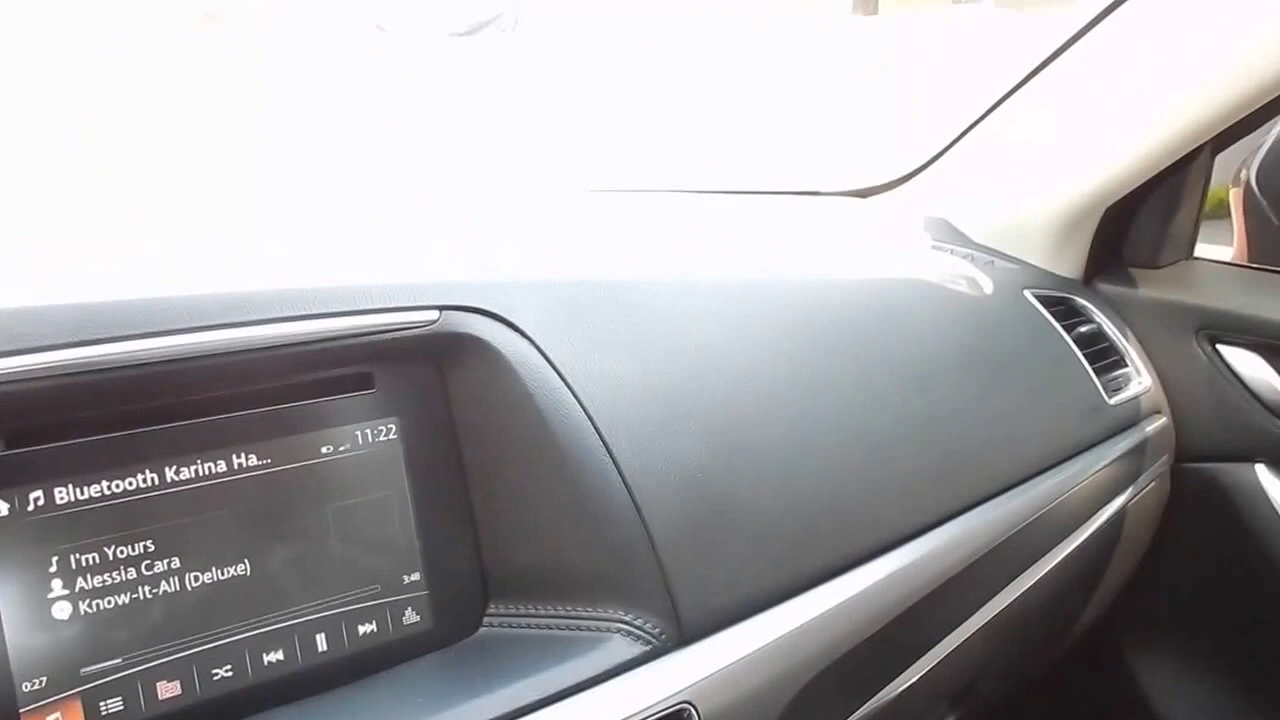 11:22
Bluetooth Karina Ha...
I'm Yours
Alessia Cara
Know-It-All (Deluxe)
3:48
0:27